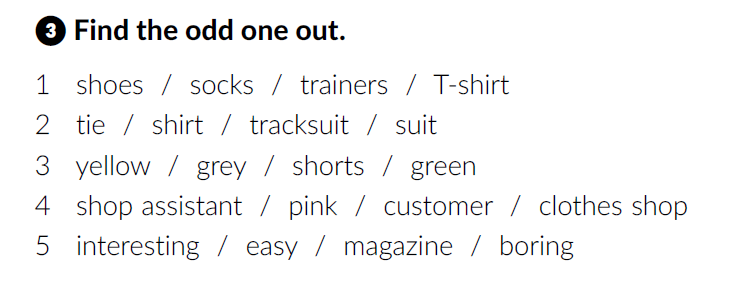 3 Find the odd one out.
1 shoes / socks / trainers / T-shirt
2 tie / shirt / tracksuit / suit
3 yellow / grey / shorts / green
4 shop assistant / pink / customer / clothes shop
5 interesting / easy / magazine / boring